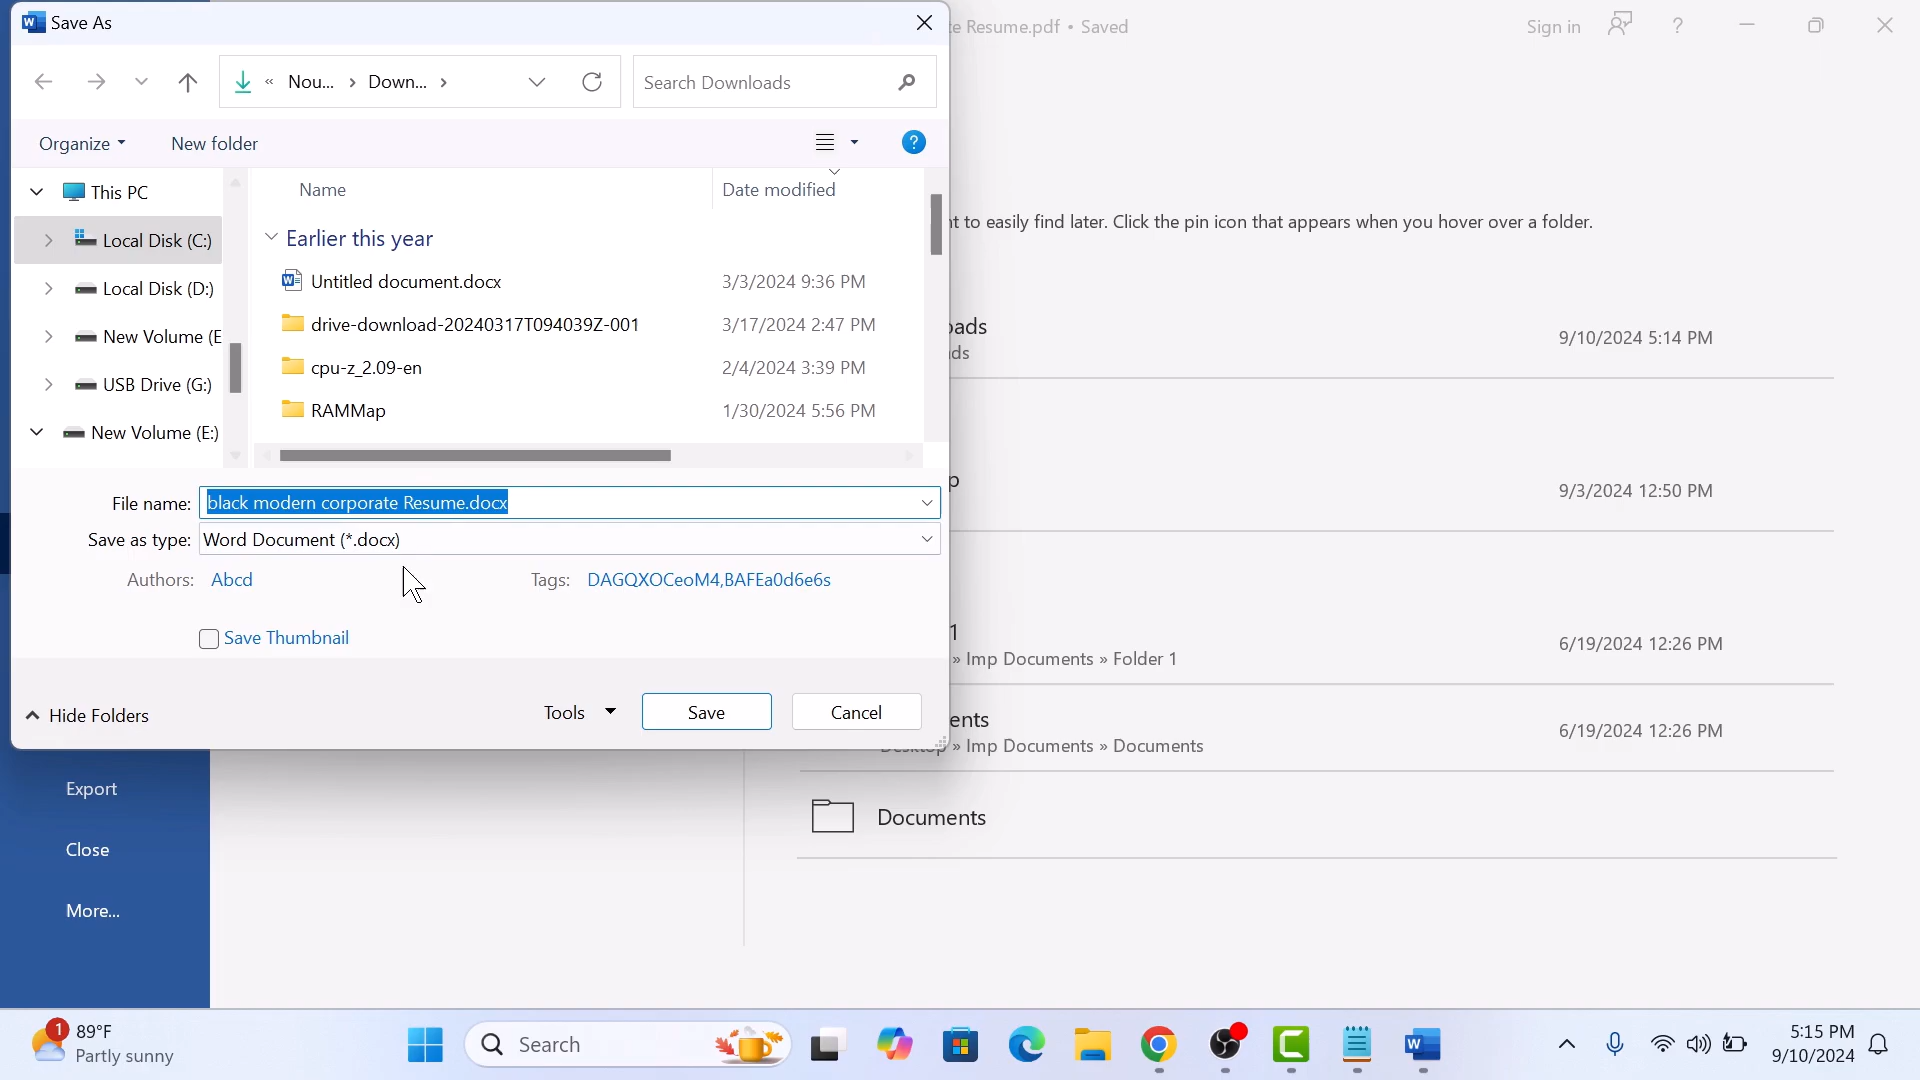 Save As
te Resume.pdf • Saved
Sign in
?
« Nou... › Down... ›
Search Downloads
Organize
New folder
?
This PC
Local Disk (C:)
Local Disk (D:)
New Volume (E
USB Drive (G:)
New Volume (E:)
Name
Date modified
Earlier this year
Untitled document.docx 3/3/2024 9:36 PM
drive-download-20240317T094039Z-001 3/17/2024 2:47 PM
cpu-z_2.09-en 2/4/2024 3:39 PM
RAMMap 1/30/2024 5:56 PM
File name: black modern corporate Resume.docx
Save as type: Word Document (*.docx)
Authors: Abcd
Tags: DAGQXOCeoM4,BAFEa0d6e6s
Save Thumbnail
Hide Folders
Tools
Save
Cancel
nt to easily find later. Click the pin icon that appears when you hover over a folder.
oads
ds
9/10/2024 5:14 PM
p
9/3/2024 12:50 PM
1
» Imp Documents » Folder 1
6/19/2024 12:26 PM
ents
Desktop » Imp Documents » Documents
6/19/2024 12:26 PM
Documents
Export
Close
More...
1
89°F
Partly sunny
Search
5:15 PM
9/10/2024